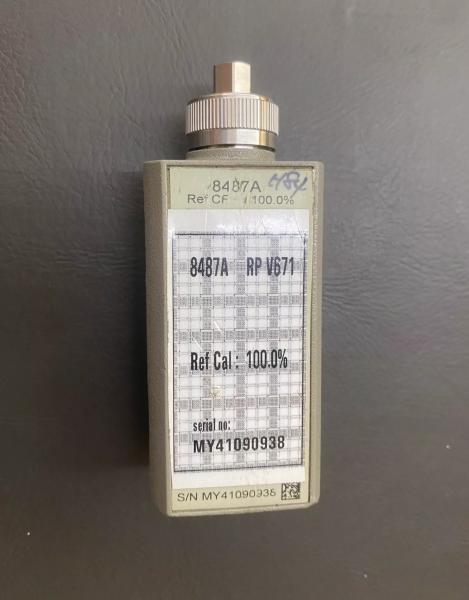 8487A
Ref CF 100.0%
8487A RP V671
Ref Cal : 100.0%
serial no:
MY41090938
S/N MY41090938